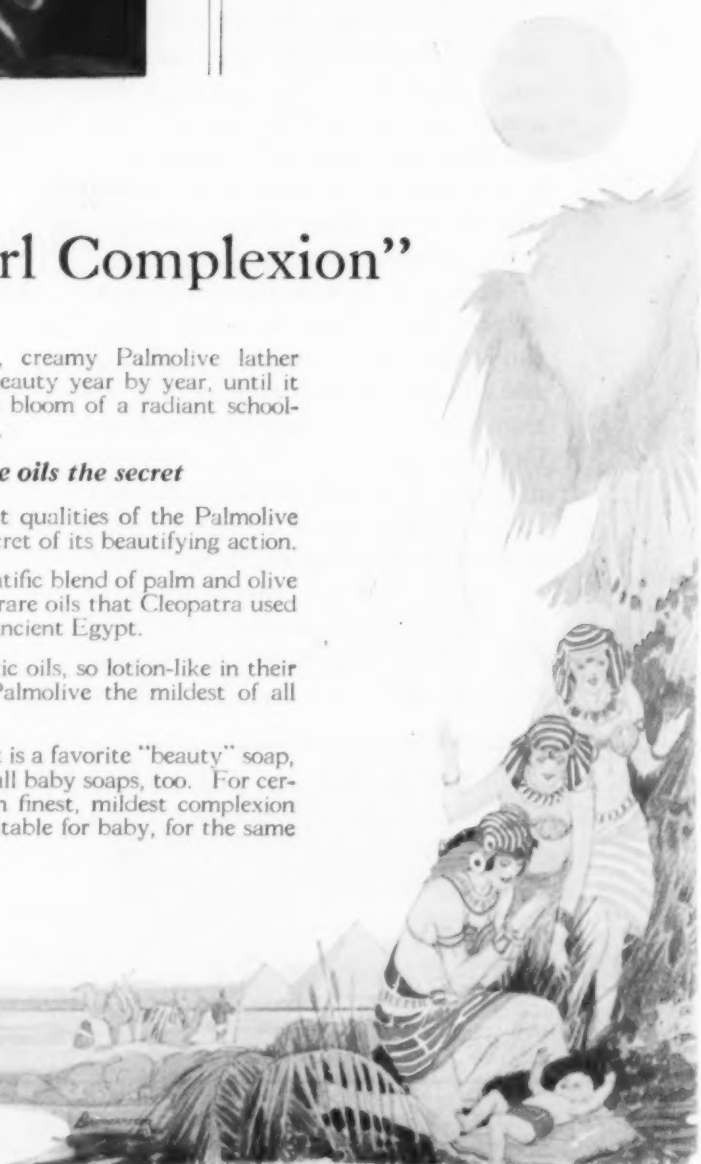 rl Complexion”
, creamy Palmolive lather
eauty year by year, until it
bloom of a radiant school-
.
e oils the secret
t qualities of the Palmolive
ret of its beautifying action.
tific blend of palm and olive
rare oils that Cleopatra used
ncient Egypt.
ic oils, so lotion-like in their
Palmolive the mildest of all
t is a favorite "beauty" soap,
all baby soaps, too. For cer-
n finest, mildest complexion
table for baby, for the same